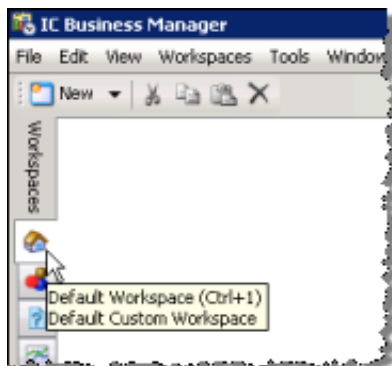 IC Business Manager
File Edit View Workspaces Tools Window
New
Workspaces
Default Workspace (Ctrl+1)
Default Custom Workspace